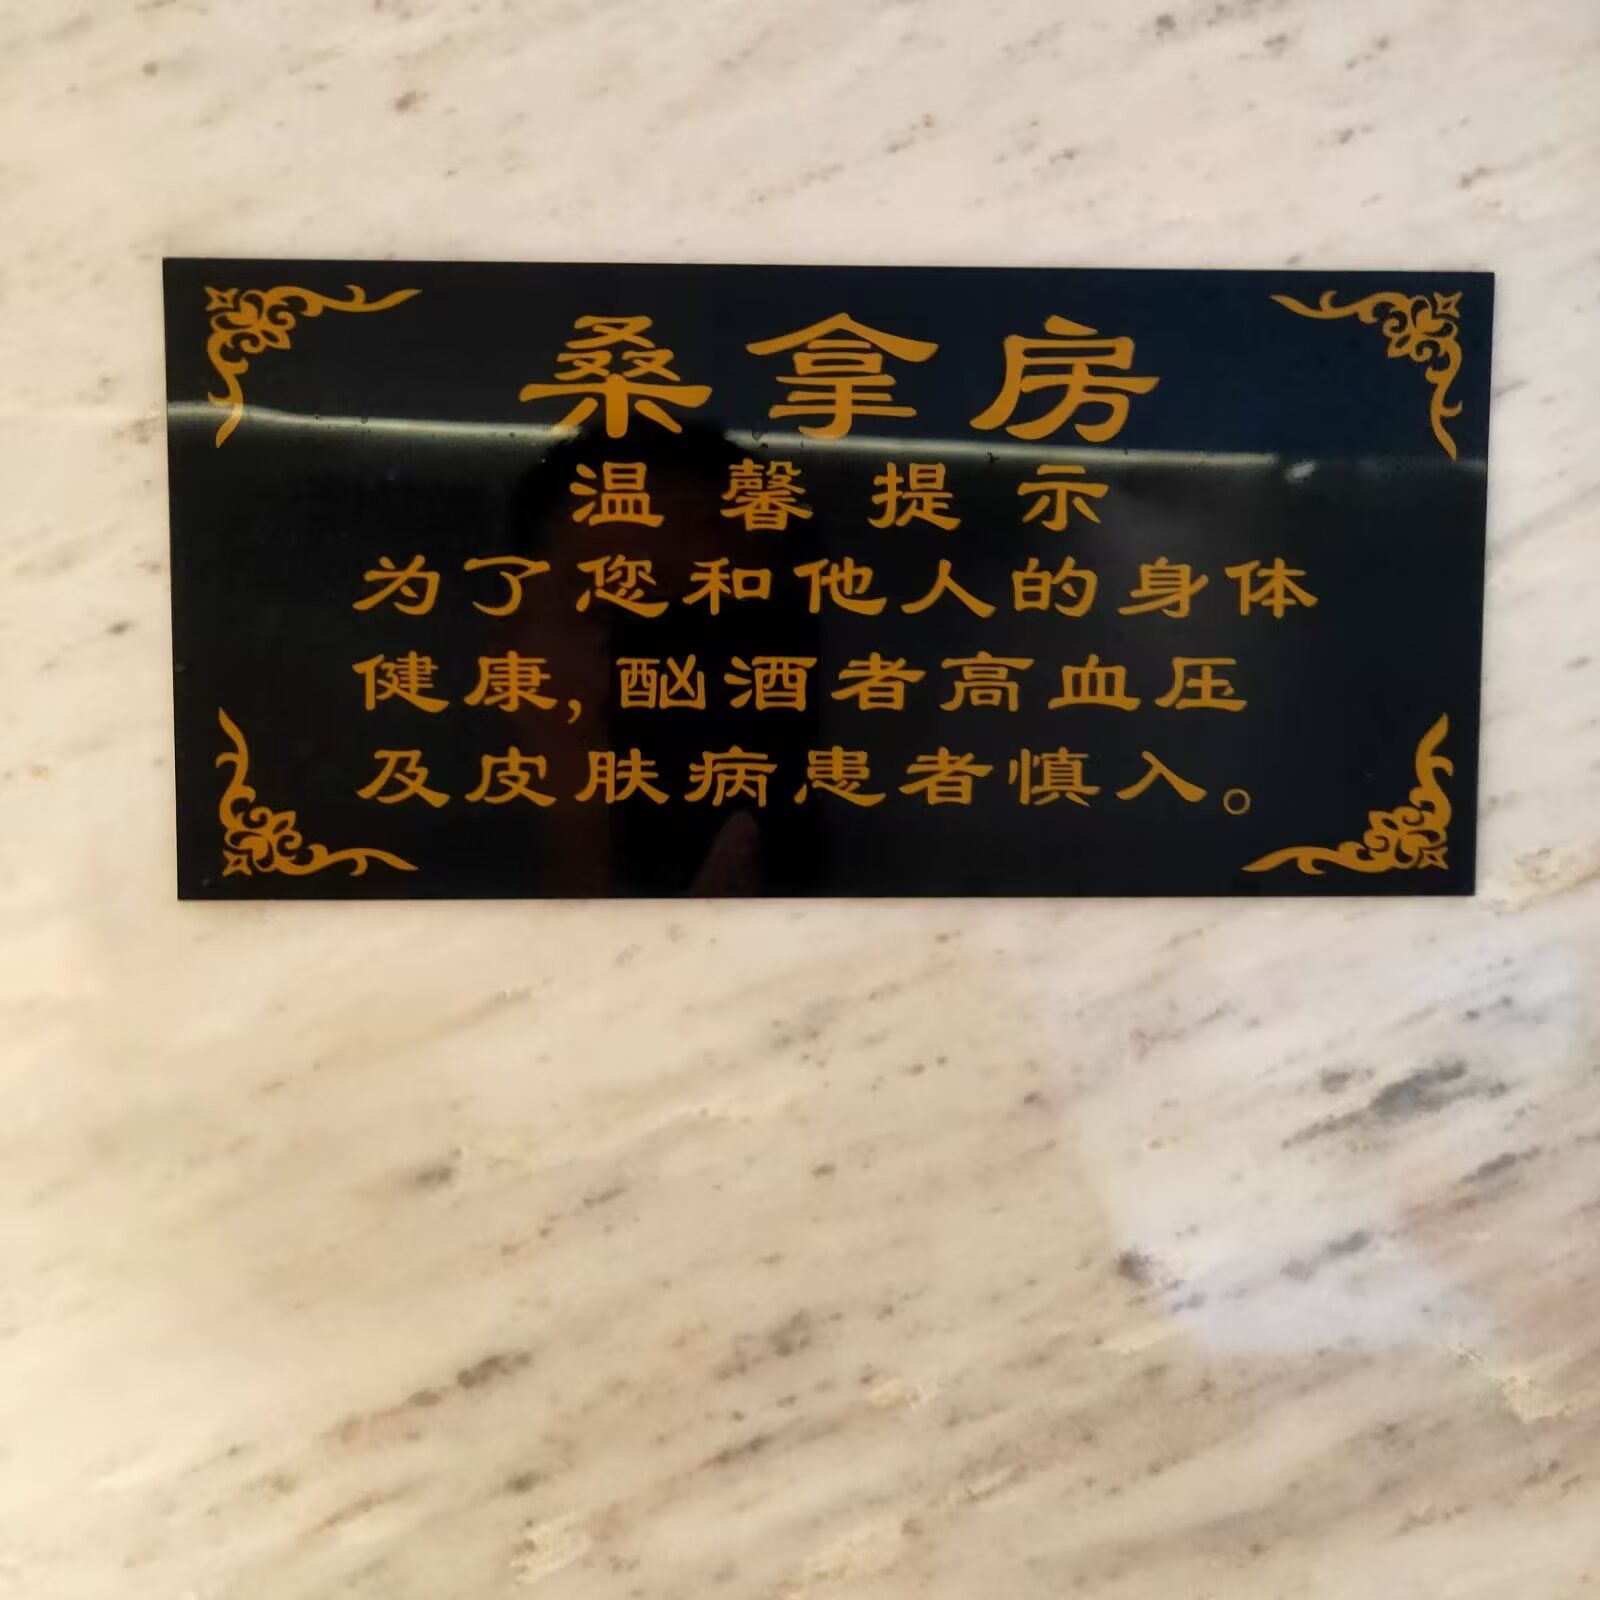 桑拿房
温馨提示
为了您和他人的身体
健康,酗酒者高血压
及皮肤病患者慎入。